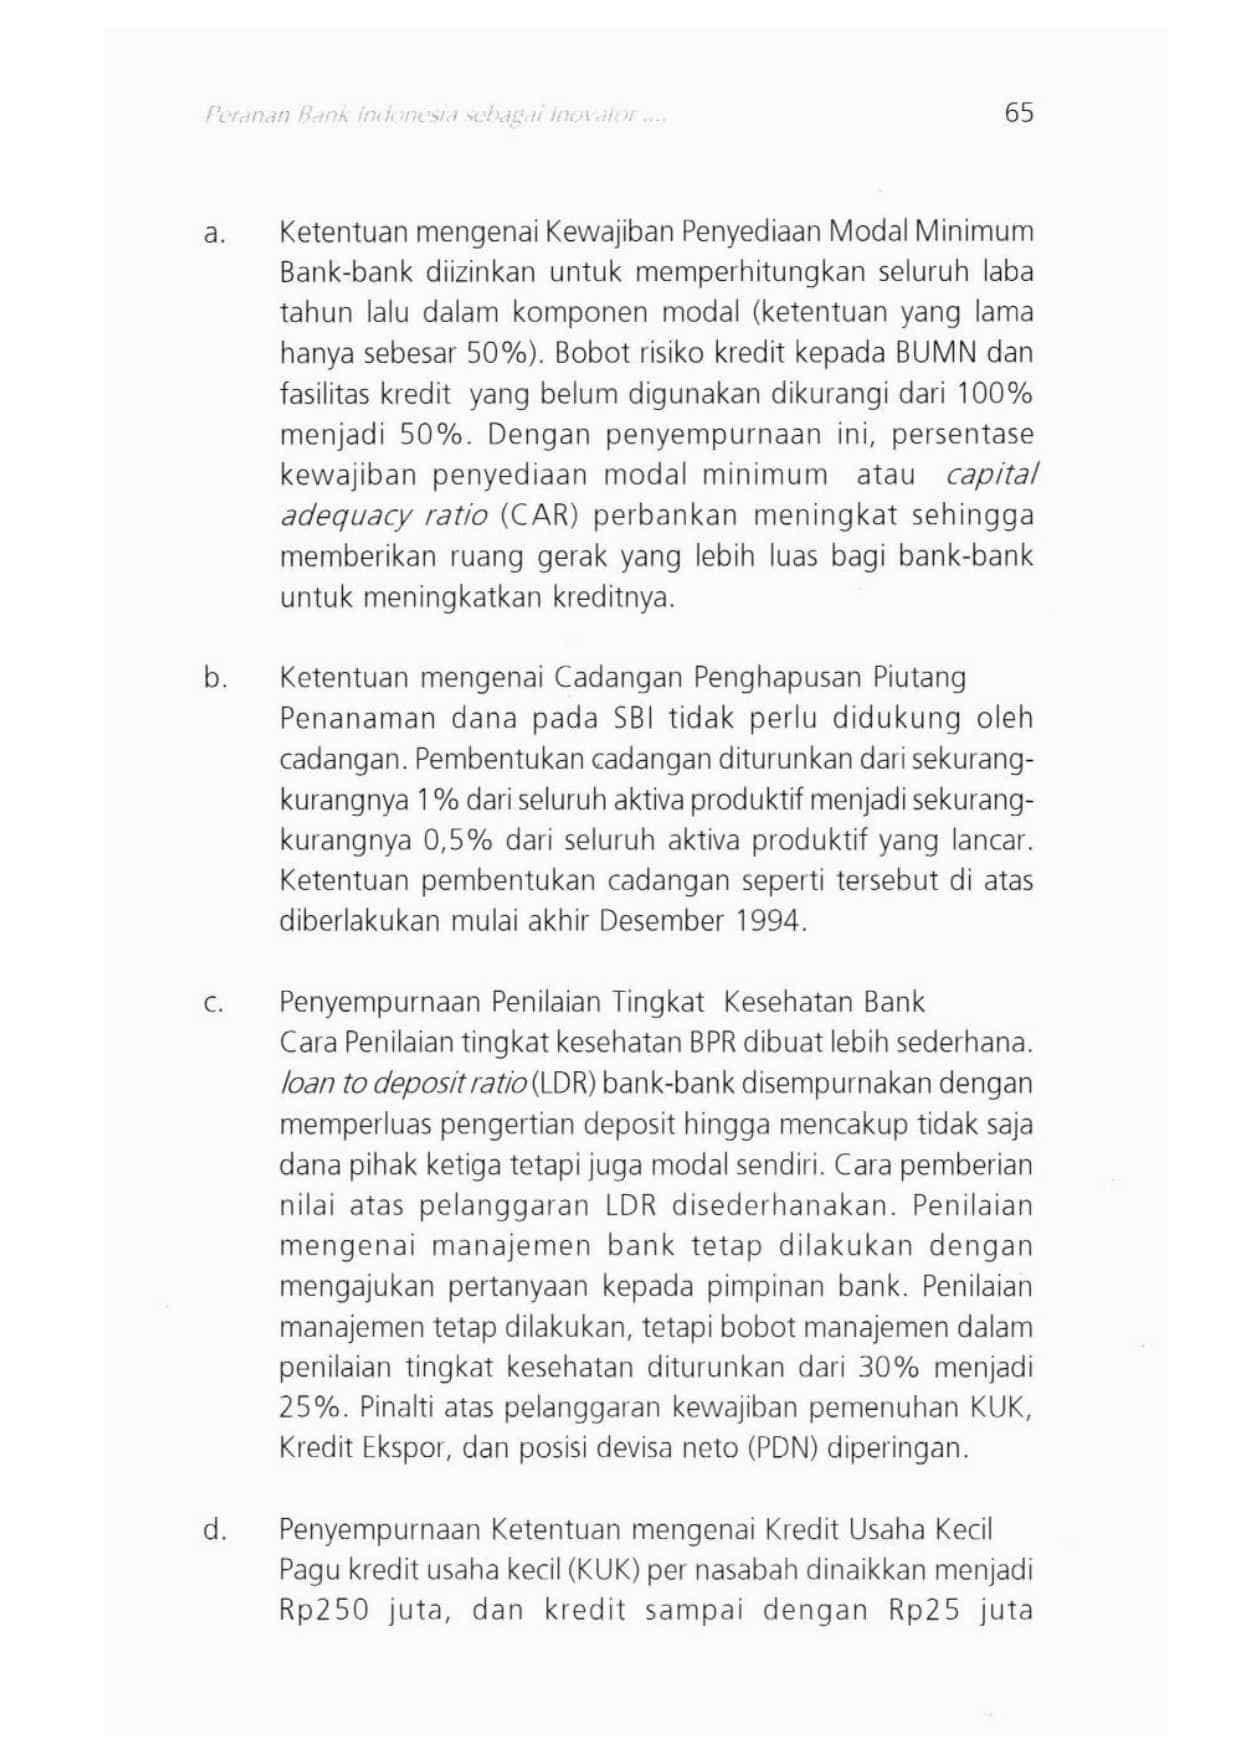 Peranan Bank Indonesia sebagai Inovator .... 65
a. Ketentuan mengenai Kewajiban Penyediaan Modal Minimum
Bank-bank diizinkan untuk memperhitungkan seluruh laba
tahun lalu dalam komponen modal (ketentuan yang lama
hanya sebesar 50%). Bobot risiko kredit kepada BUMN dan
fasilitas kredit yang belum digunakan dikurangi dari 100%
menjadi 50%. Dengan penyempurnaan ini, persentase
kewajiban penyediaan modal minimum atau capital
adequacy ratio (CAR) perbankan meningkat sehingga
memberikan ruang gerak yang lebih luas bagi bank-bank
untuk meningkatkan kreditnya.
b. Ketentuan mengenai Cadangan Penghapusan Piutang
Penanaman dana pada SBI tidak perlu didukung oleh
cadangan. Pembentukan cadangan diturunkan dari sekurang-
kurangnya 1% dari seluruh aktiva produktif menjadi sekurang-
kurangnya 0,5% dari seluruh aktiva produktif yang lancar.
Ketentuan pembentukan cadangan seperti tersebut di atas
diberlakukan mulai akhir Desember 1994.
c. Penyempurnaan Penilaian Tingkat Kesehatan Bank
Cara Penilaian tingkat kesehatan BPR dibuat lebih sederhana.
loan to deposit ratio (LDR) bank-bank disempurnakan dengan
memperluas pengertian deposit hingga mencakup tidak saja
dana pihak ketiga tetapi juga modal sendiri. Cara pemberian
nilai atas pelanggaran LDR disederhanakan. Penilaian
mengenai manajemen bank tetap dilakukan dengan
mengajukan pertanyaan kepada pimpinan bank. Penilaian
manajemen tetap dilakukan, tetapi bobot manajemen dalam
penilaian tingkat kesehatan diturunkan dari 30% menjadi
25%. Pinalti atas pelanggaran kewajiban pemenuhan KUK,
Kredit Ekspor, dan posisi devisa neto (PDN) diperingan.
d. Penyempurnaan Ketentuan mengenai Kredit Usaha Kecil
Pagu kredit usaha kecil (KUK) per nasabah dinaikkan menjadi
Rp250 juta, dan kredit sampai dengan Rp25 juta